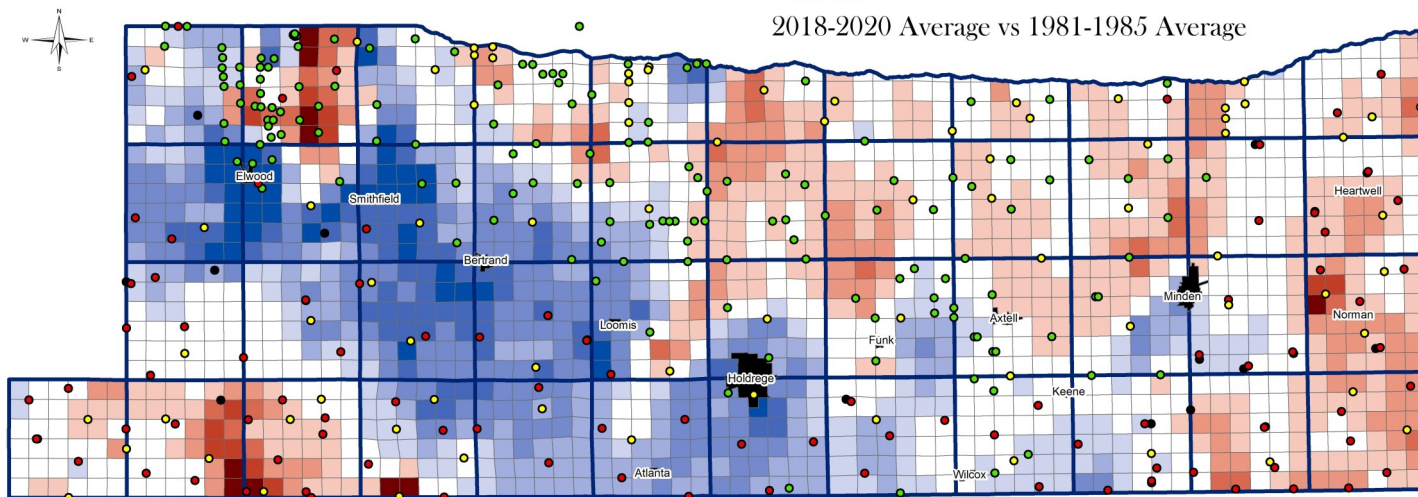 2018-2020 Average vs 1981-1985 Average
N
W E
S
Elwood
Smithfield
Heartwell
Bertrand
Minden
Loomis
Axtell
Norman
Funk
Holdrege
Keene
Atlanta
Wilcox